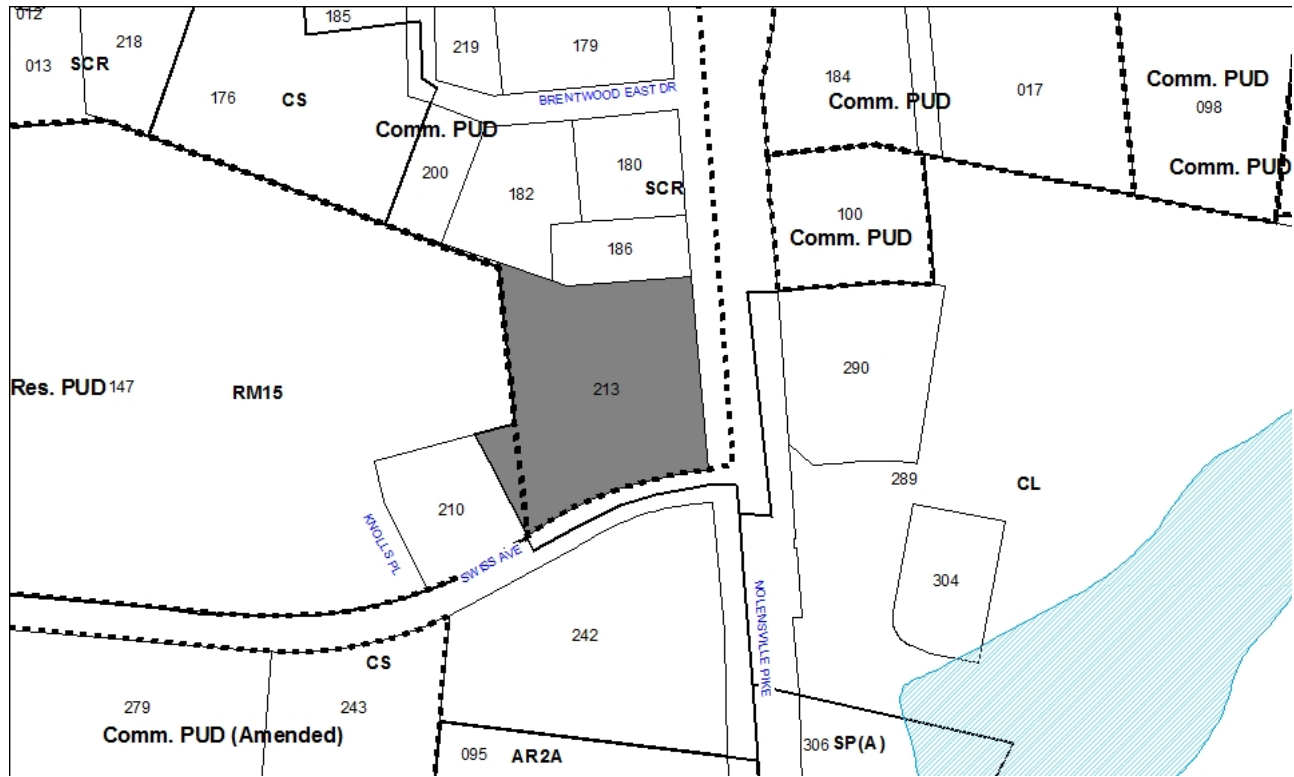 012
185
218
219
179
013
SCR
184
017
Comm. PUD
098
176
CS
BRENTWOOD EAST DR
Comm. PUD
Comm. PUD
200
180
182
SCR
Comm. PUD
100
Comm. PUD
186
290
Res. PUD 147
RM15
213
289
CL
210
KNOLLS PL
SWISS AVE
304
242
NOLENSVILLE PIKE
CS
279
243
Comm. PUD (Amended)
095
AR2A
306
SP(A)